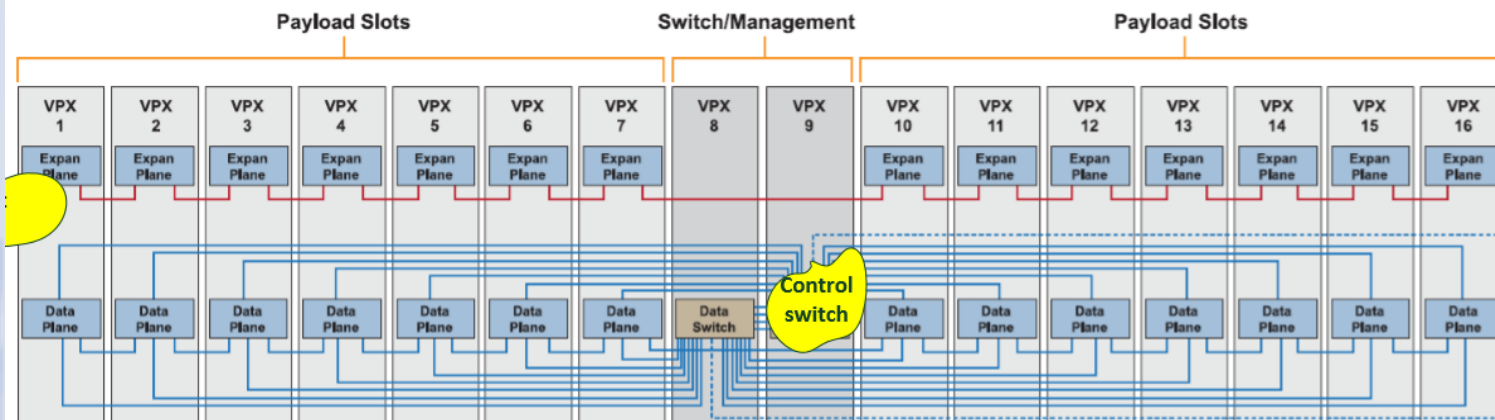 Payload Slots
Switch/Management
Payload Slots
VPX
1
VPX
2
VPX
3
VPX
4
VPX
5
VPX
6
VPX
7
VPX
8
VPX
9
VPX
10
VPX
11
VPX
12
VPX
13
VPX
14
VPX
15
VPX
16
Expan
Plane
Expan
Plane
Expan
Plane
Expan
Plane
Expan
Plane
Expan
Plane
Expan
Plane
Expan
Plane
Expan
Plane
Expan
Plane
Expan
Plane
Expan
Plane
Expan
Plane
Expan
Plane
Data
Plane
Data
Plane
Data
Plane
Data
Plane
Data
Plane
Data
Plane
Data
Plane
Data
Switch
Control
switch
Data
Plane
Data
Plane
Data
Plane
Data
Plane
Data
Plane
Data
Plane
Data
Plane